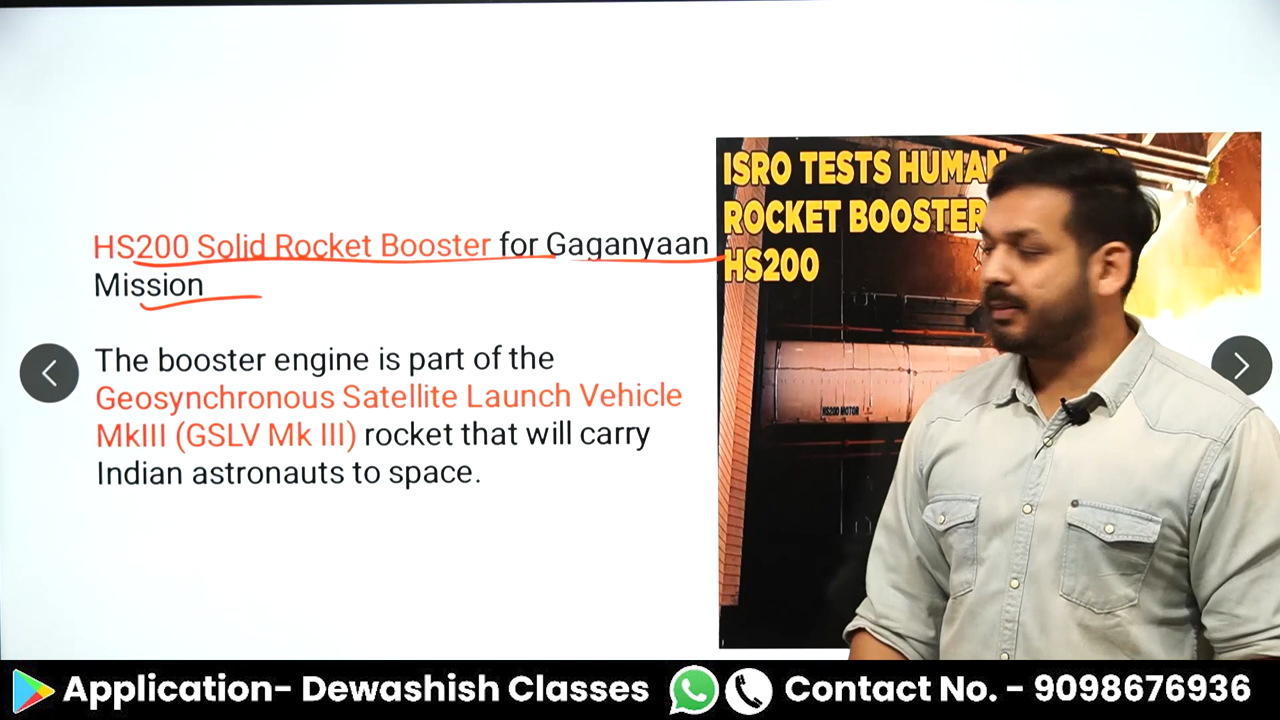 HS200 Solid Rocket Booster for Gaganyaan
Mission
The booster engine is part of the
Geosynchronous Satellite Launch Vehicle
MkIII (GSLV Mk III) rocket that will carry
Indian astronauts to space.
ISRO TESTS HUMAN
ROCKET BOOSTER
HS200
HS200 MOTOR
Application- Dewashish Classes
Contact No. - 9098676936